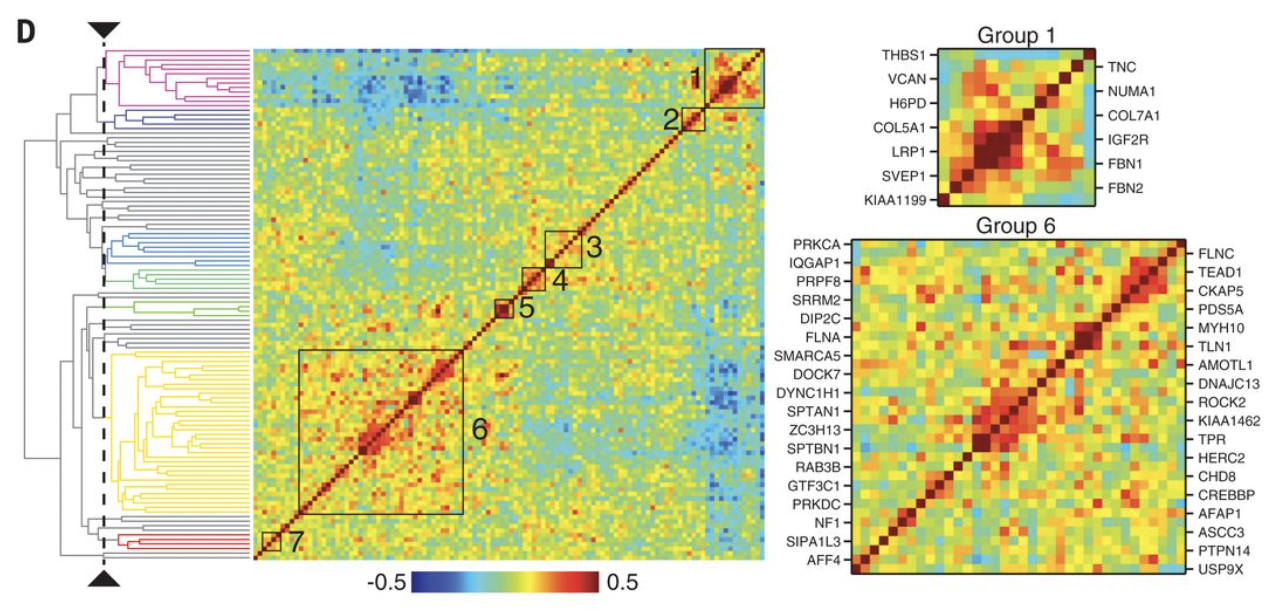 D
1
2
3
4
5
6
7
-0.5
0.5
Group 1
THBS1
VCAN
H6PD
COL5A1
LRP1
SVEP1
KIAA1199
TNC
NUMA1
COL7A1
IGF2R
FBN1
FBN2
Group 6
PRKCA
IQGAP1
PRPF8
SRRM2
DIP2C
FLNA
SMARCA5
DOCK7
DYNC1H1
SPTAN1
ZC3H13
SPTBN1
RAB3B
GTF3C1
PRKDC
NF1
SIPA1L3
AFF4
FLNC
TEAD1
CKAP5
PDS5A
MYH10
TLN1
AMOTL1
DNAJC13
ROCK2
KIAA1462
TPR
HERC2
CHD8
CREBBP
AFAP1
ASCC3
PTPN14
USP9X